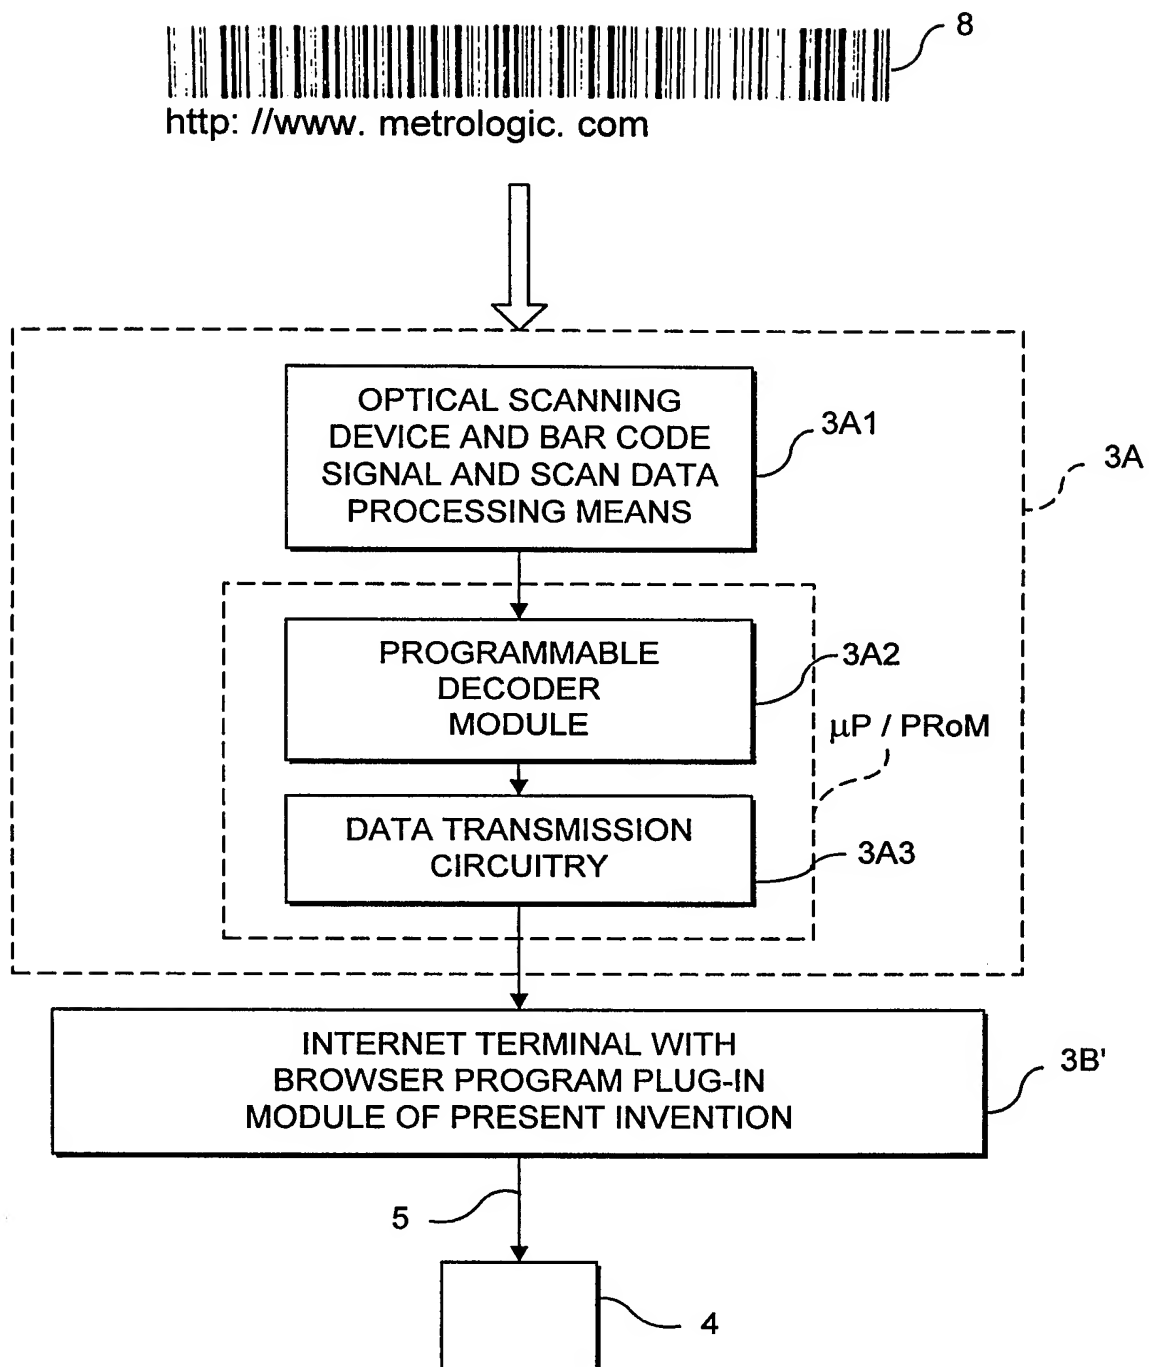 8
http: //www. metrologic. com
OPTICAL SCANNING
DEVICE AND BAR CODE
SIGNAL AND SCAN DATA
PROCESSING MEANS
3A1
3A
PROGRAMMABLE
DECODER
MODULE
3A2
µP / PRoM
DATA TRANSMISSION
CIRCUITRY
3A3
INTERNET TERMINAL WITH
BROWSER PROGRAM PLUG-IN
MODULE OF PRESENT INVENTION
3B'
5
4